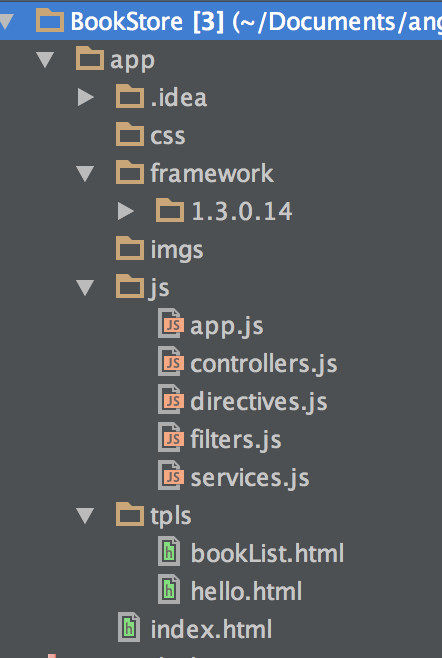 BookStore [3] (~/Documents/ang
app
.idea
css
framework
1.3.0.14
imgs
js
app.js
controllers.js
directives.js
filters.js
services.js
tpls
bookList.html
hello.html
index.html